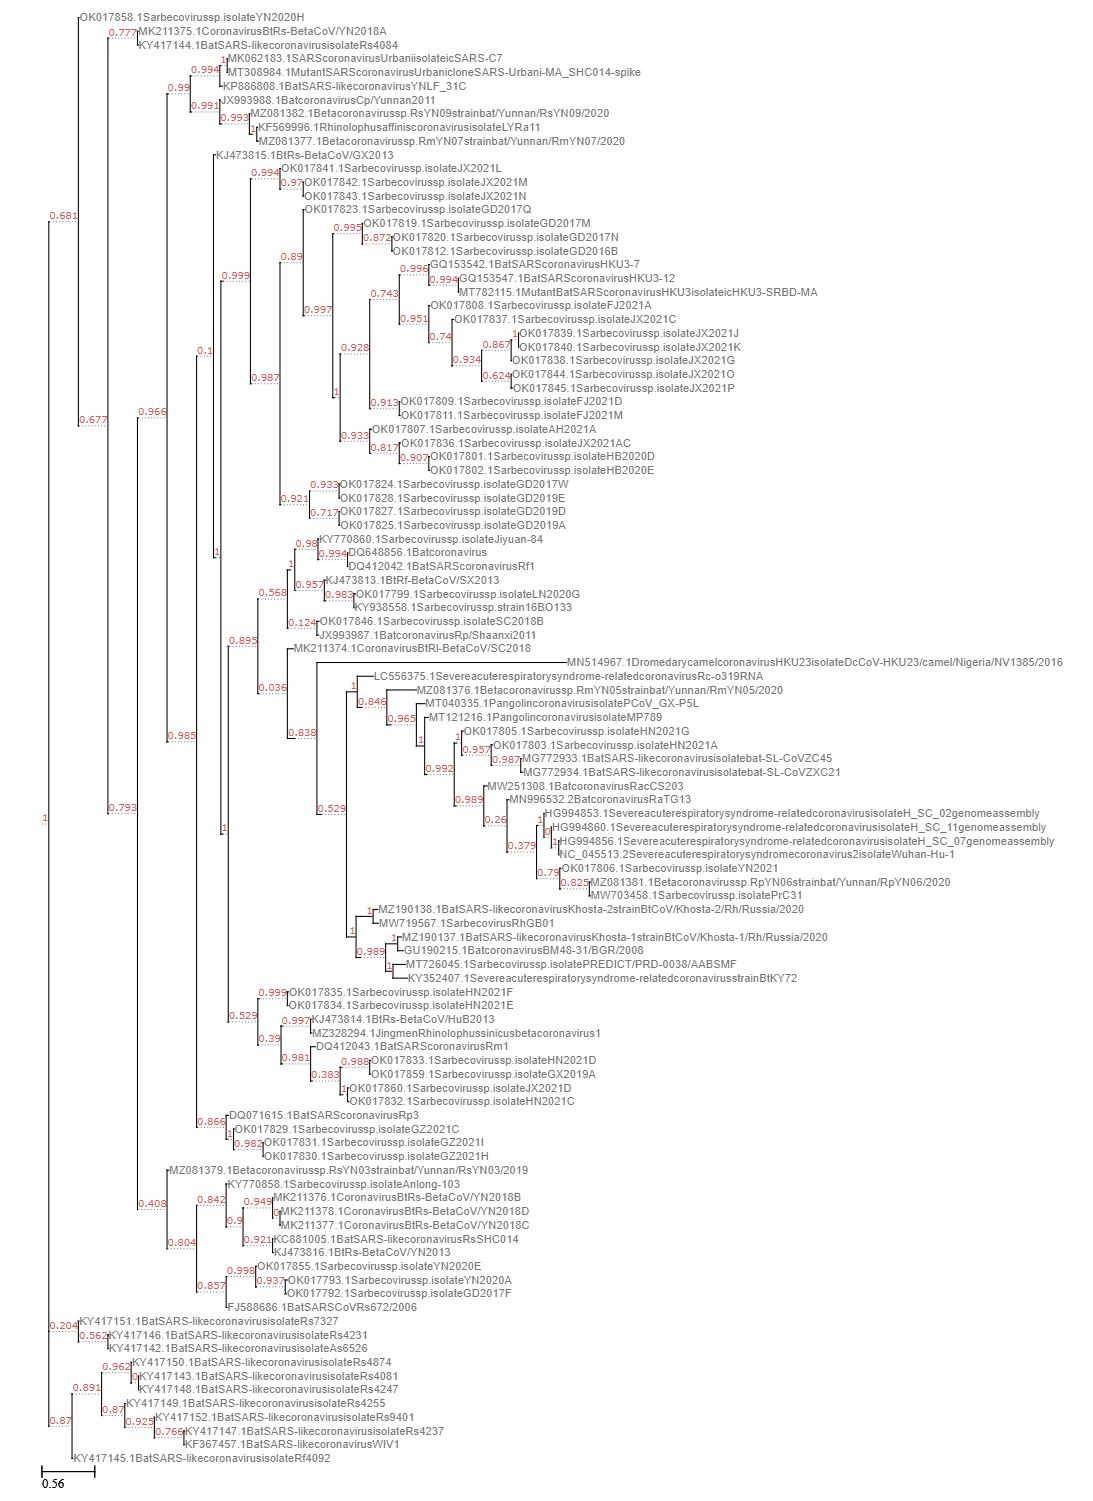 OK017858.1Sarbecovirussp.isolateYN2020H
0.777 MK211375.1CoronavirusBtRs-BetaCoV/YN2018A
KY417144.1BatSARS-likecoronavirusisolateRs4084
1 MK062183.1SARScoronavirusUrbaniisolateicSARS-C7
0.994 MT308984.1MutantSARScoronavirusUrbanicloneSARS-Urbani-MA_SHC014-spike
0.99 KP886808.1BatSARS-likecoronavirusYNLF_31C
0.991 JX993988.1BatcoronavirusCp/Yunnan2011
0.993 MZ081382.1Betacoronavirussp.RsYN09strainbat/Yunnan/RsYN09/2020
1 KF569996.1RhinolophusaffiniscoronavirusisolateLYRa11
MZ081377.1Betacoronavirussp.RmYN07strainbat/Yunnan/RmYN07/2020
KJ473815.1BtRs-BetaCoV/GX2013
0.994 OK017841.1Sarbecovirussp.isolateJX2021L
0.97 OK017842.1Sarbecovirussp.isolateJX2021M
OK017843.1Sarbecovirussp.isolateJX2021N
OK017823.1Sarbecovirussp.isolateGD2017Q
0.681
0.995 OK017819.1Sarbecovirussp.isolateGD2017M
0.872 OK017820.1Sarbecovirussp.isolateGD2017N
OK017812.1Sarbecovirussp.isolateGD2016B
0.89
0.996 GQ153542.1BatSARScoronavirusHKU3-7
0.999 0.994 GQ153547.1BatSARScoronavirusHKU3-12
0.743 MT782115.1MutantBatSARScoronavirusHKU3isolateicHKU3-SRBD-MA
OK017808.1Sarbecovirussp.isolateFJ2021A
0.997 0.951 OK017837.1Sarbecovirussp.isolateJX2021C
0.74 1 OK017839.1Sarbecovirussp.isolateJX2021J
0.867 OK017840.1Sarbecovirussp.isolateJX2021K
0.1 0.928 0.934 OK017838.1Sarbecovirussp.isolateJX2021G
0.987 0.624 OK017844.1Sarbecovirussp.isolateJX2021O
OK017845.1Sarbecovirussp.isolateJX2021P
1 0.913 OK017809.1Sarbecovirussp.isolateFJ2021D
0.966 OK017811.1Sarbecovirussp.isolateFJ2021M
0.677 OK017807.1Sarbecovirussp.isolateAH2021A
0.933 0.817 OK017836.1Sarbecovirussp.isolateJX2021AC
0.907 OK017801.1Sarbecovirussp.isolateHB2020D
OK017802.1Sarbecovirussp.isolateHB2020E
0.933 OK017824.1Sarbecovirussp.isolateGD2017W
0.921 OK017828.1Sarbecovirussp.isolateGD2019E
0.717 OK017827.1Sarbecovirussp.isolateGD2019D
OK017825.1Sarbecovirussp.isolateGD2019A
0.98 KY770860.1Sarbecovirussp.isolateJiyuan-84
1 0.994 DQ648856.1Batcoronavirus
1 DQ412042.1BatSARScoronavirusRf1
0.957 KJ473813.1BtRf-BetaCoV/SX2013
0.568 0.983 OK017799.1Sarbecovirussp.isolateLN2020G
KY938558.1Sarbecovirussp.strain16BO133
0.124 OK017846.1Sarbecovirussp.isolateSC2018B
JX993987.1BatcoronavirusRp/Shaanxi2011
0.895 MK211374.1CoronavirusBtRl-BetaCoV/SC2018
MN514967.1DromedarycamelcoronavirusHKU23isolateDcCoV-HKU23/camel/Nigeria/NV1385/2016
LC556375.1Severeacuterespiratorysyndrome-relatedcoronavirusRc-o319RNA
0.036 1 MZ081376.1Betacoronavirussp.RmYN05strainbat/Yunnan/RmYN05/2020
0.846 MT040335.1PangolincoronavirusisolatePCoV_GX-P5L
0.965 MT121216.1PangolincoronavirusisolateMP789
0.985 0.838 1 OK017805.1Sarbecovirussp.isolateHN2021G
1 0.957 OK017803.1Sarbecovirussp.isolateHN2021A
0.987 MG772933.1BatSARS-likecoronavirusisolatebat-SL-CoVZC45
0.992 MG772934.1BatSARS-likecoronavirusisolatebat-SL-CoVZXC21
MW251308.1BatcoronavirusRacCS203
0.793 0.529 0.989 MN996532.2BatcoronavirusRaTG13
1 0.26 1 HG994853.1Severeacuterespiratorysyndrome-relatedcoronavirusisolateH_SC_02genomeassembly
1 0 HG994860.1Severeacuterespiratorysyndrome-relatedcoronavirusisolateH_SC_11genomeassembly
0.379 1 HG994856.1Severeacuterespiratorysyndrome-relatedcoronavirusisolateH_SC_07genomeassembly
NC_045513.2Severeacuterespiratorysyndromecoronavirus2isolateWuhan-Hu-1
0.79 OK017806.1Sarbecovirussp.isolateYN2021
0.825 MZ081381.1Betacoronavirussp.RpYN06strainbat/Yunnan/RpYN06/2020
MW703458.1Sarbecovirussp.isolatePrC31
1 MZ190138.1BatSARS-likecoronavirusKhosta-2strainBtCoV/Khosta-2/Rh/Russia/2020
MW719567.1SarbecovirusRhGB01
1 1 MZ190137.1BatSARS-likecoronavirusKhosta-1strainBtCoV/Khosta-1/Rh/Russia/2020
0.989 GU190215.1BatcoronavirusBM48-31/BGR/2008
1 MT726045.1Sarbecovirussp.isolatePREDICT/PRD-0038/AABSMF
KY352407.1Severeacuterespiratorysyndrome-relatedcoronavirusstrainBtKY72
0.999 OK017835.1Sarbecovirussp.isolateHN2021F
OK017834.1Sarbecovirussp.isolateHN2021E
0.529 0.997 KJ473814.1BtRs-BetaCoV/HuB2013
MZ328294.1JingmenRhinolophussinicusbetacoronavirus1
0.39 DQ412043.1BatSARScoronavirusRm1
0.981 0.988 OK017833.1Sarbecovirussp.isolateHN2021D
0.383 OK017859.1Sarbecovirussp.isolateGX2019A
1 OK017860.1Sarbecovirussp.isolateJX2021D
OK017832.1Sarbecovirussp.isolateHN2021C
DQ071615.1BatSARScoronavirusRp3
0.866 OK017829.1Sarbecovirussp.isolateGZ2021C
1 0.982 OK017831.1Sarbecovirussp.isolateGZ2021I
OK017830.1Sarbecovirussp.isolateGZ2021H
MZ081379.1Betacoronavirussp.RsYN03strainbat/Yunnan/RsYN03/2019
KY770858.1Sarbecovirussp.isolateAnlong-103
0.408 0.842 0.949 MK211376.1CoronavirusBtRs-BetaCoV/YN2018B
0 MK211378.1CoronavirusBtRs-BetaCoV/YN2018D
0.9 MK211377.1CoronavirusBtRs-BetaCoV/YN2018C
0.804 0.921 KC881005.1BatSARS-likecoronavirusRsSHC014
KJ473816.1BtRs-BetaCoV/YN2013
0.998 OK017855.1Sarbecovirussp.isolateYN2020E
0.857 0.937 OK017793.1Sarbecovirussp.isolateYN2020A
OK017792.1Sarbecovirussp.isolateGD2017F
FJ588686.1BatSARSCoVRs672/2006
0.204 KY417151.1BatSARS-likecoronavirusisolateRs7327
0.562 KY417146.1BatSARS-likecoronavirusisolateRs4231
KY417142.1BatSARS-likecoronavirusisolateAs6526
0.962 KY417150.1BatSARS-likecoronavirusisolateRs4874
0 KY417143.1BatSARS-likecoronavirusisolateRs4081
0.891 KY417148.1BatSARS-likecoronavirusisolateRs4247
0.87 KY417149.1BatSARS-likecoronavirusisolateRs4255
0.87 0.925 KY417152.1BatSARS-likecoronavirusisolateRs9401
0.766 KY417147.1BatSARS-likecoronavirusisolateRs4237
KF367457.1BatSARS-likecoronavirusWIV1
KY417145.1BatSARS-likecoronavirusisolateRf4092
0.56